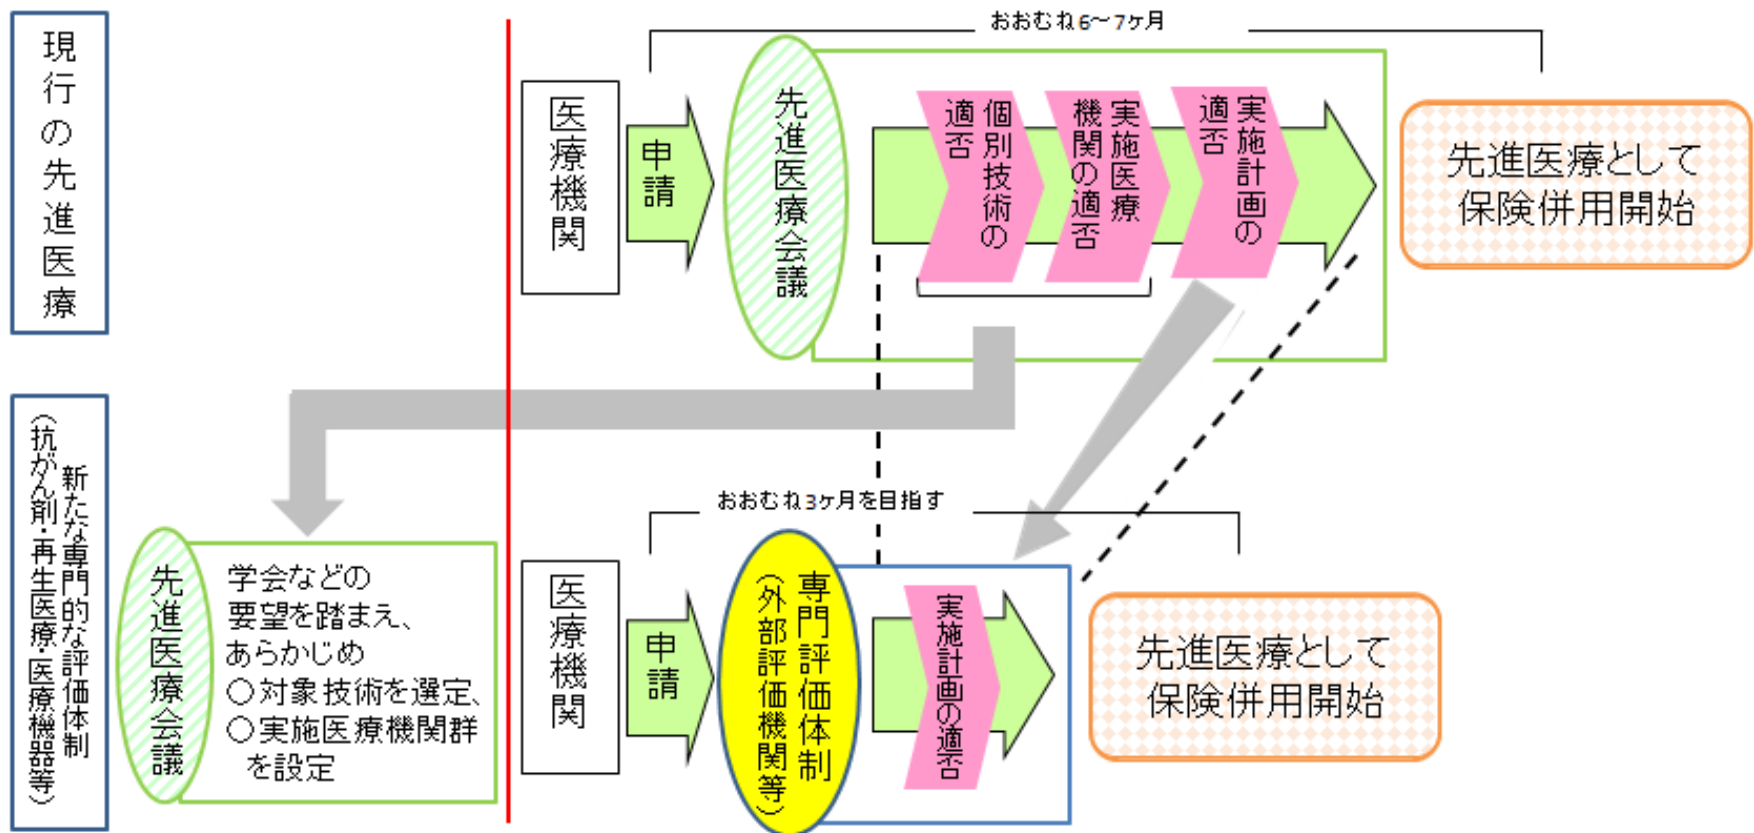 現行の先進医療
おおむね6～7ヶ月
医療機関
申請
先進医療会議
個別技術の
適否
実施医療
機関の適否
実施計画の
適否
先進医療として
保険併用開始
新たな専門的な評価体制
（抗がん剤・再生医療・医療機器等）
先進医療会議
学会などの
要望を踏まえ、
あらかじめ
○対象技術を選定、
○実施医療機関群
を設定
おおむね3ヶ月を目指す
医療機関
申請
専門評価体制
（外部評価機関等）
実施計画の適否
先進医療として
保険併用開始